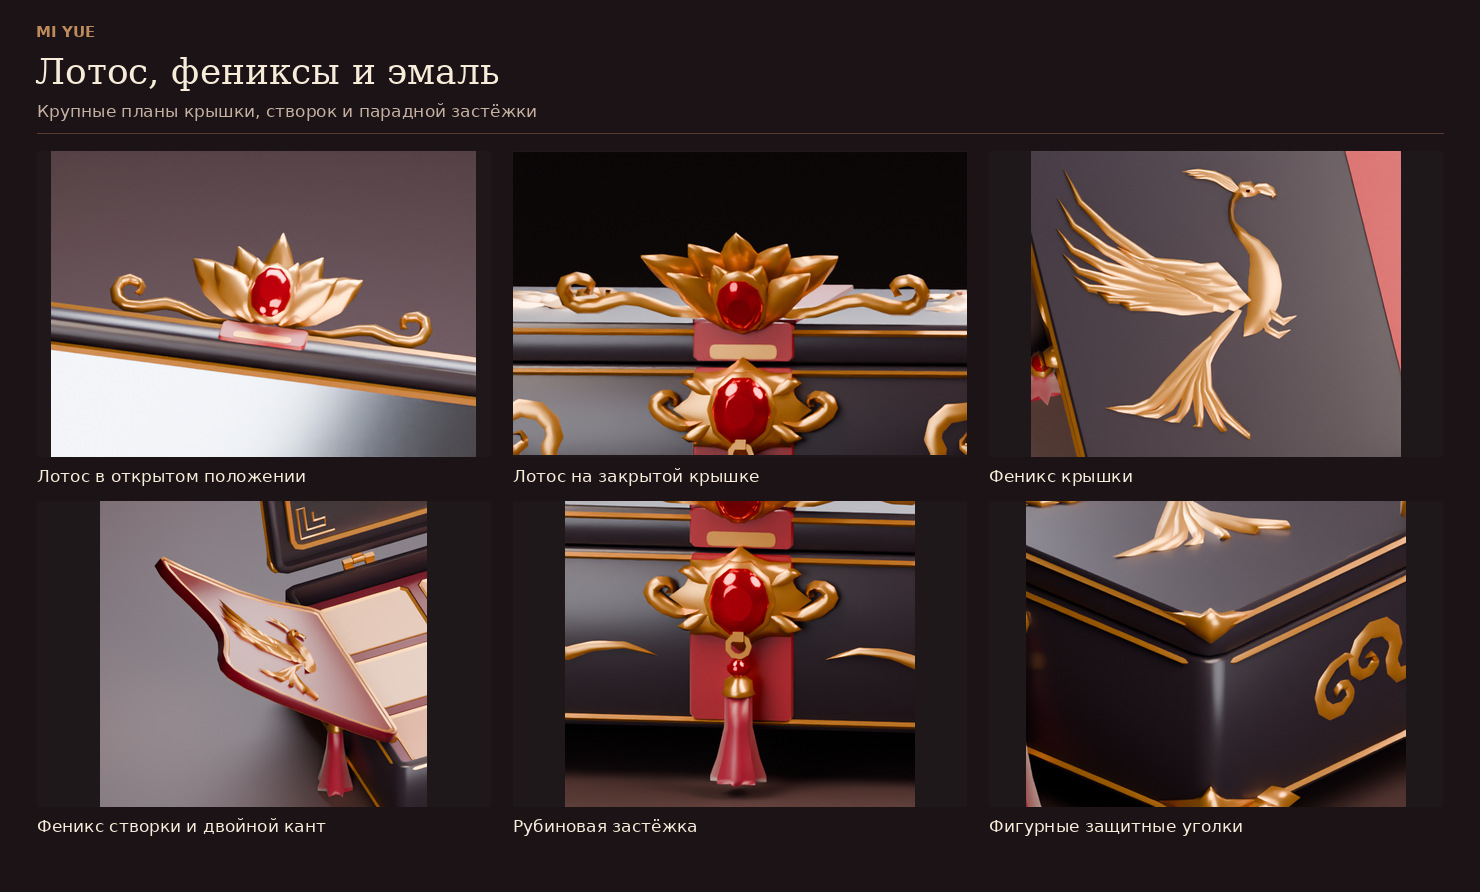 MI YUE
Лотос, фениксы и эмаль
Крупные планы крышки, створок и парадной застёжки
Лотос в открытом положении
Лотос на закрытой крышке
Феникс крышки
Феникс створки и двойной кант
Рубиновая застёжка
Фигурные защитные уголки